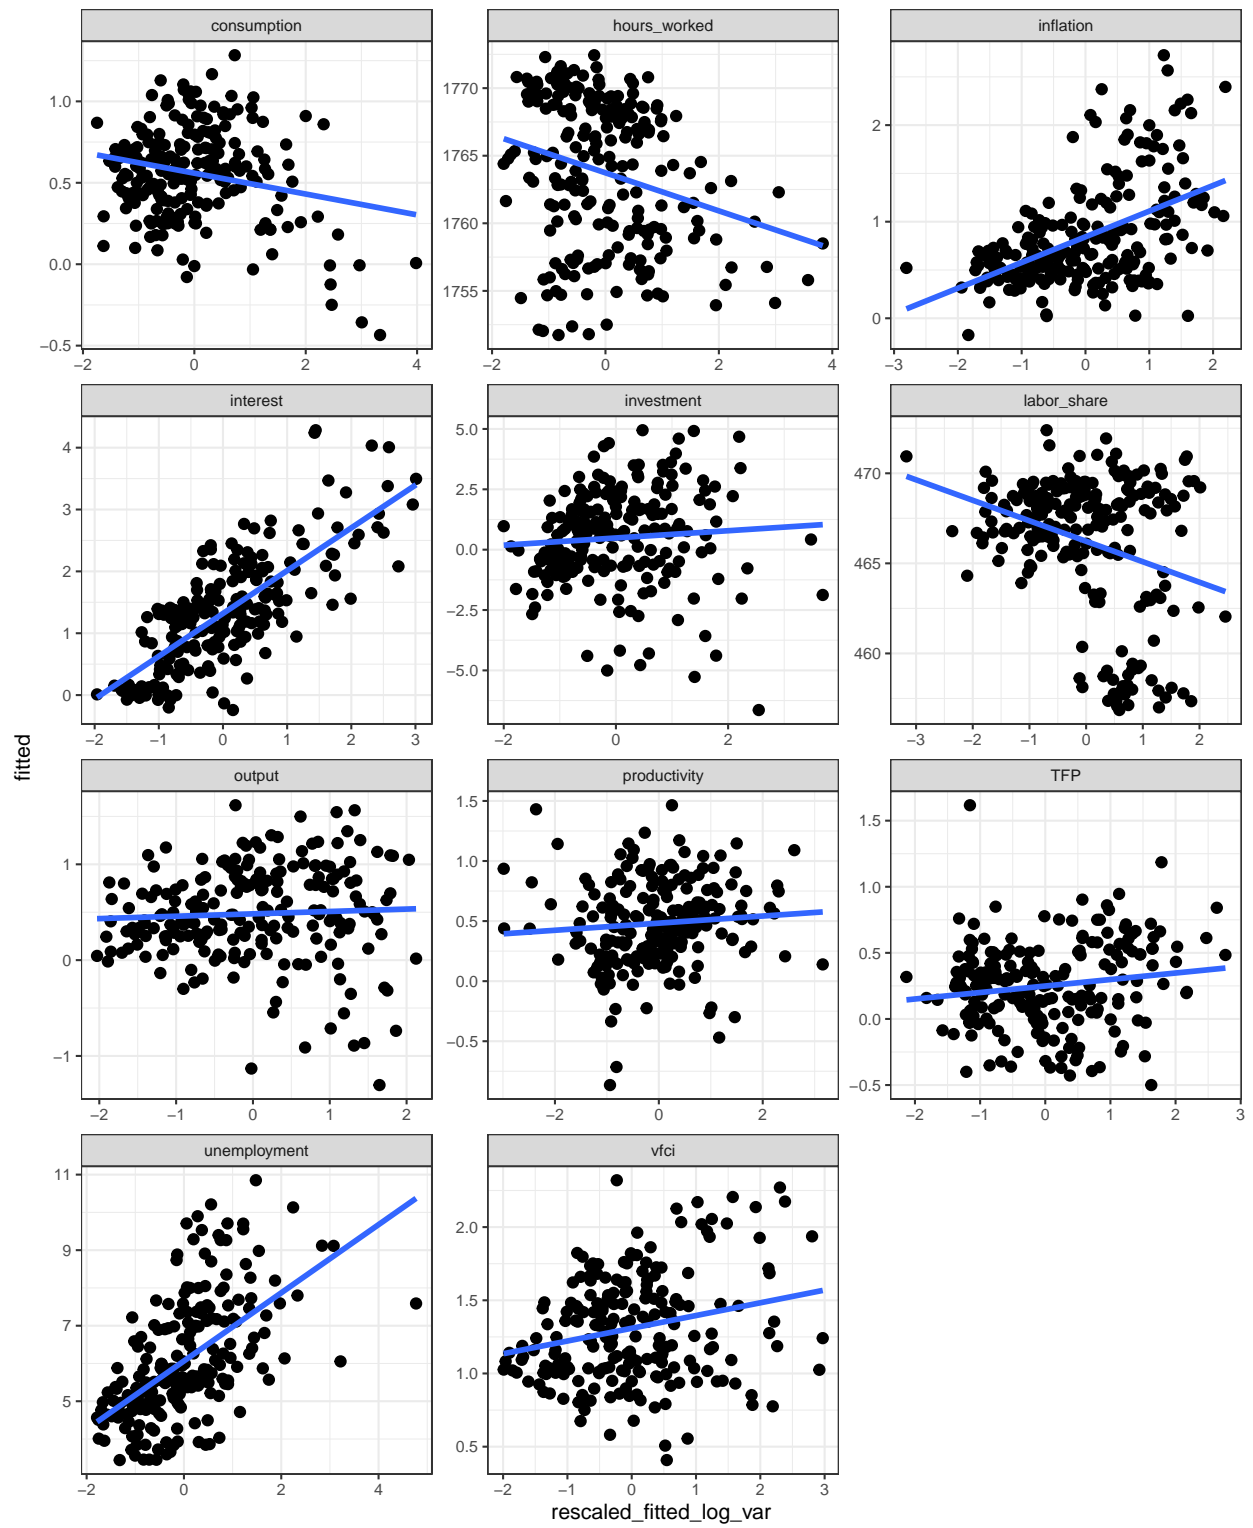 consumption
hours_worked
inflation
1.0
0.5
0.0
−0.5
1770
1765
1760
1755
2
1
0
−2 0 2 4
−2 0 2 4
−3 −2 −1 0 1 2
interest
investment
labor_share
4
3
2
1
0
5.0
2.5
0.0
−2.5
−5.0
470
465
460
−2 −1 0 1 2 3
−2 0 2
−3 −2 −1 0 1 2
fitted
output
productivity
TFP
1
0
−1
1.5
1.0
0.5
0.0
−0.5
1.5
1.0
0.5
0.0
−0.5
−2 −1 0 1 2
−2 0 2
−2 −1 0 1 2 3
unemployment
vfci
11
9
7
5
2.0
1.5
1.0
0.5
−2 0 2 4
−2 −1 0 1 2 3
rescaled_fitted_log_var